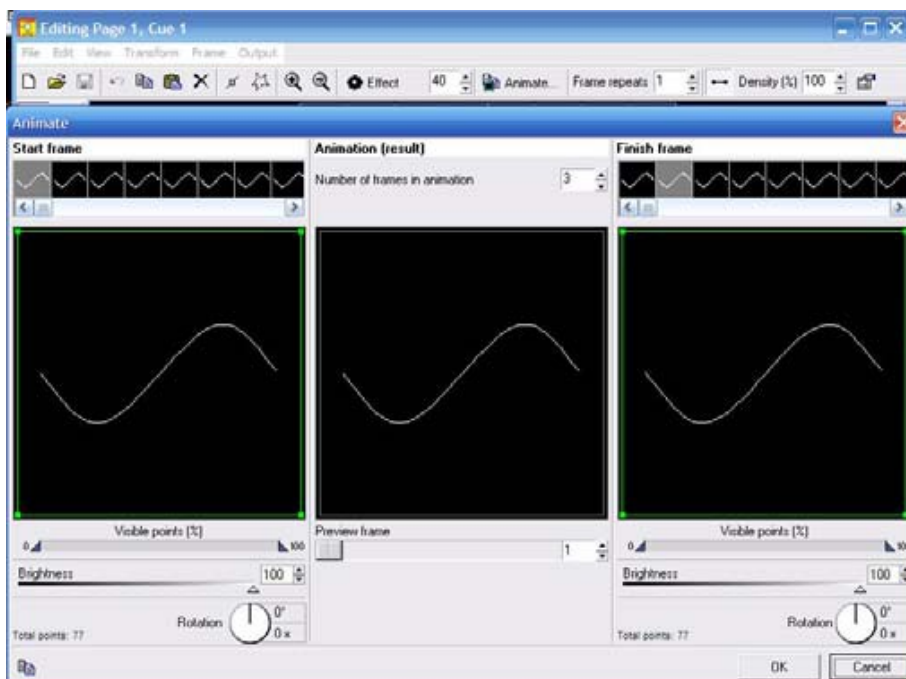 Editing Page 1, Cue 1
File Edit View Transform Frame Output
Effect 40 Animate... Frame repeats 1 Density (%) 100
Animate
Start frame Animation (result) Finish frame
Number of frames in animation 3
Visible points (%) Preview frame Visible points (%)
0 100 1 0 10
Brightness 100 Brightness 100
Rotation 0° Rotation 0°
Total points: 77 0 x Total points: 77 0 x
OK Cancel